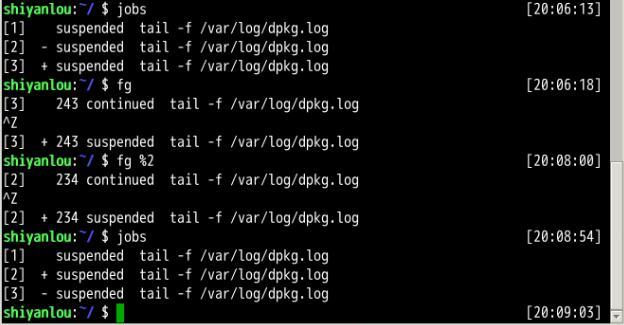 shiyanlou:~/ $ jobs [20:06:13]
[1]    suspended  tail -f /var/log/dpkg.log
[2]  - suspended  tail -f /var/log/dpkg.log
[3]  + suspended  tail -f /var/log/dpkg.log
shiyanlou:~/ $ fg [20:06:18]
[3]    243 continued  tail -f /var/log/dpkg.log
^Z
[3]  + 243 suspended  tail -f /var/log/dpkg.log
shiyanlou:~/ $ fg %2 [20:08:00]
[2]    234 continued  tail -f /var/log/dpkg.log
^Z
[2]  + 234 suspended  tail -f /var/log/dpkg.log
shiyanlou:~/ $ jobs [20:08:54]
[1]    suspended  tail -f /var/log/dpkg.log
[2]  + suspended  tail -f /var/log/dpkg.log
[3]  - suspended  tail -f /var/log/dpkg.log
shiyanlou:~/ $ [20:09:03]